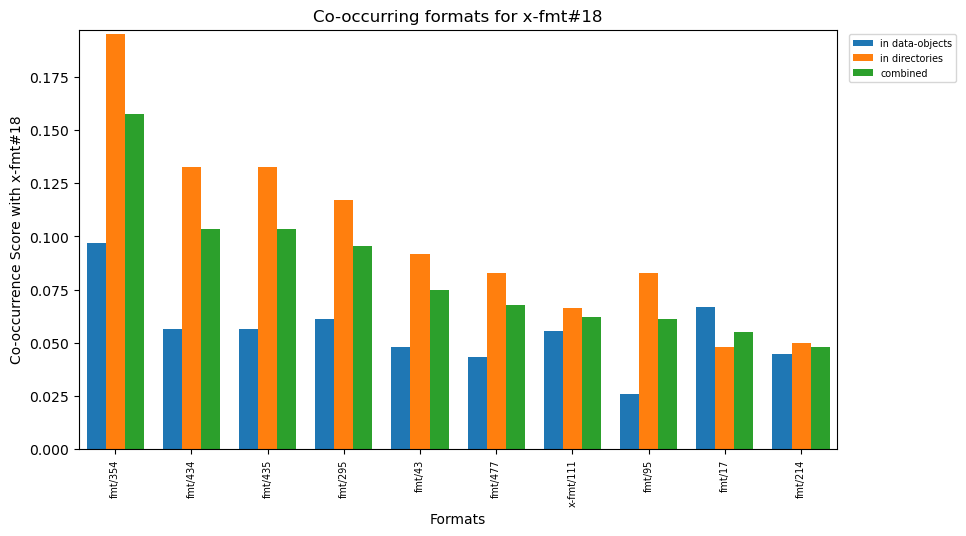 Co-occurring formats for x-fmt#18
in data-objects
in directories
combined
Co-occurrence Score with x-fmt#18
0.175
0.150
0.125
0.100
0.075
0.050
0.025
0.000
fmt/354
fmt/434
fmt/435
fmt/295
fmt/43
fmt/477
x-fmt/111
fmt/95
fmt/17
fmt/214
Formats